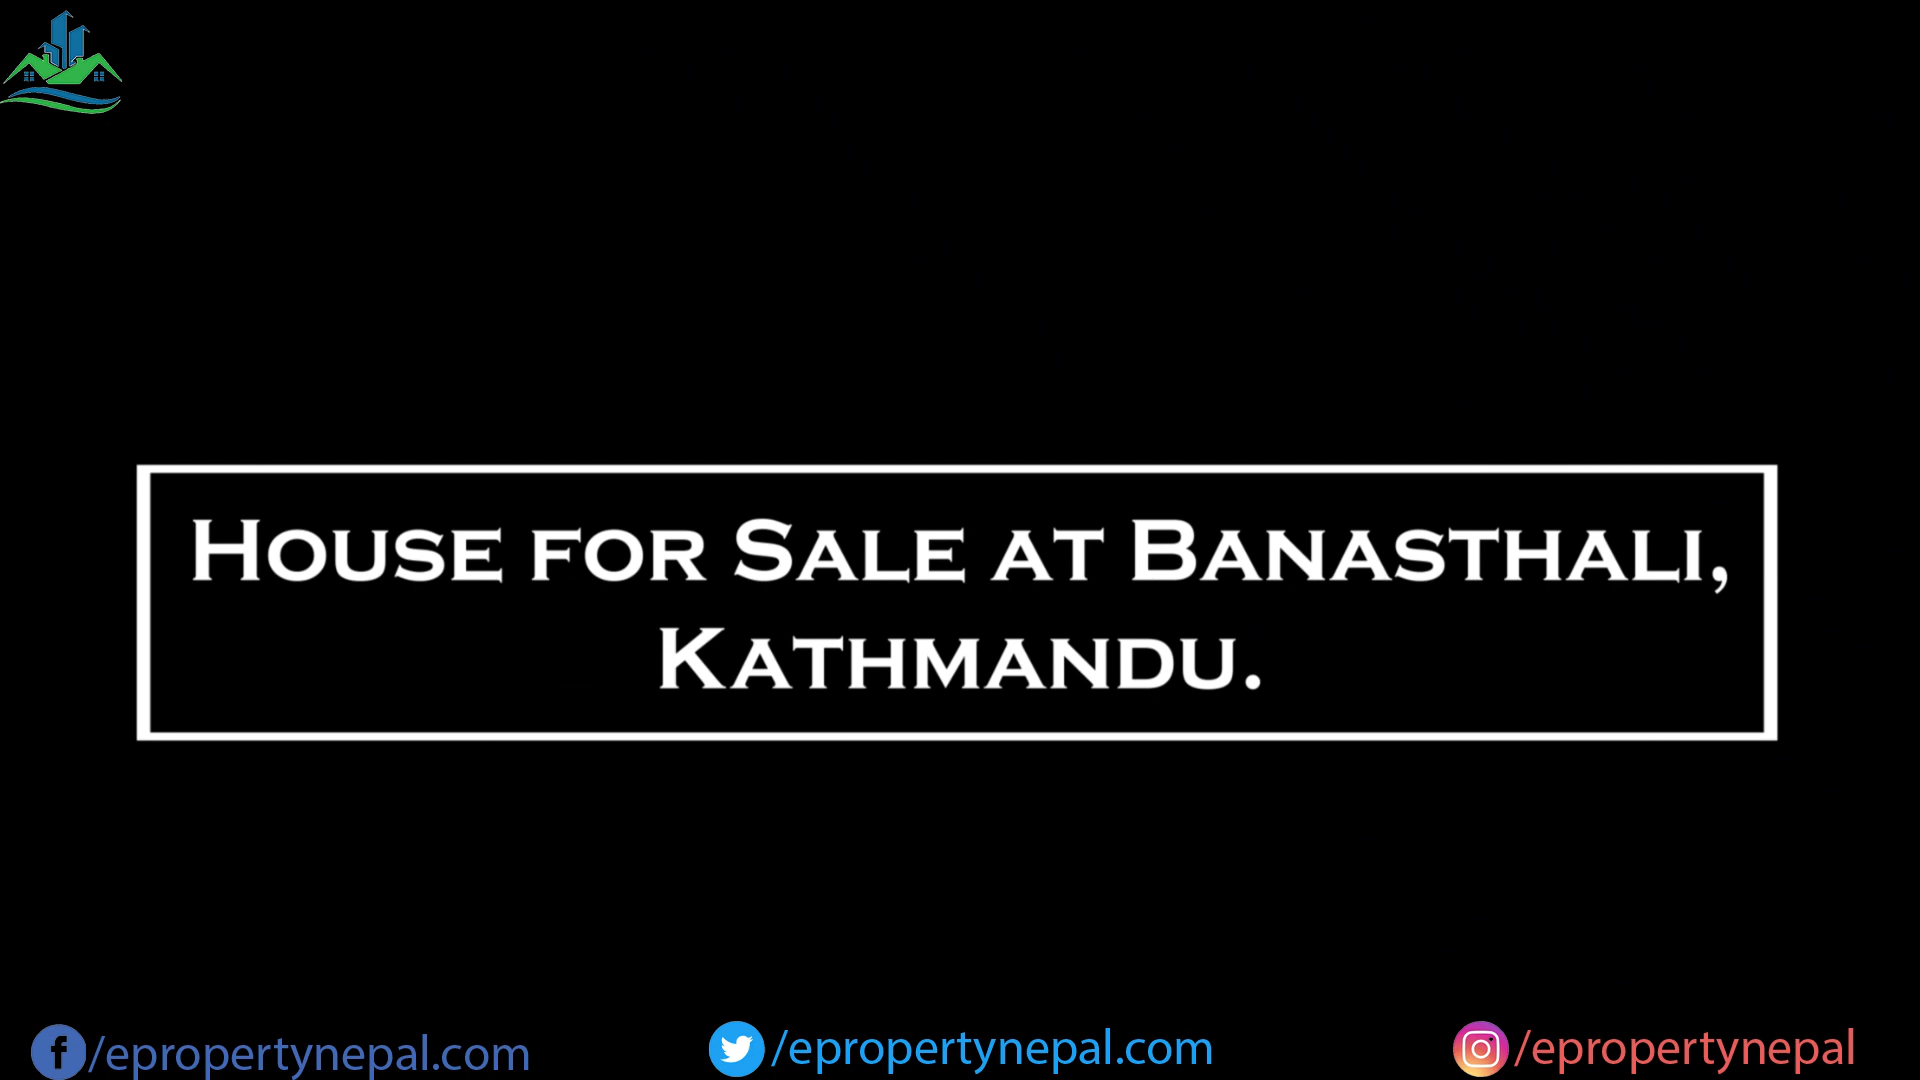 House for Sale at Banasthali,
Kathmandu.
/epropertynepal.com
/epropertynepal.com
/epropertynepal